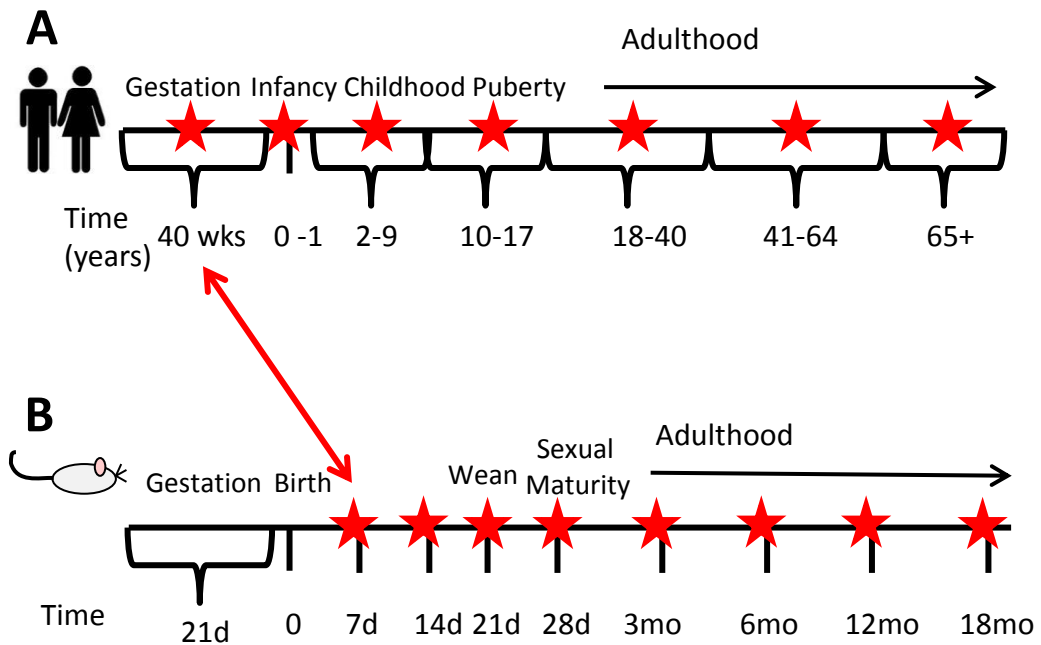 A
Adulthood
Gestation Infancy Childhood Puberty
Time
(years)
40 wks 0 -1 2-9 10-17 18-40 41-64 65+
B
Adulthood
Sexual
Maturity
Wean
Gestation Birth
Time
21d 0 7d 14d 21d 28d 3mo 6mo 12mo 18mo